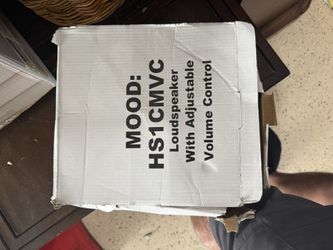 MOOD:
HS1CMVC
Loudspeaker
With Adjustable
Volume Control